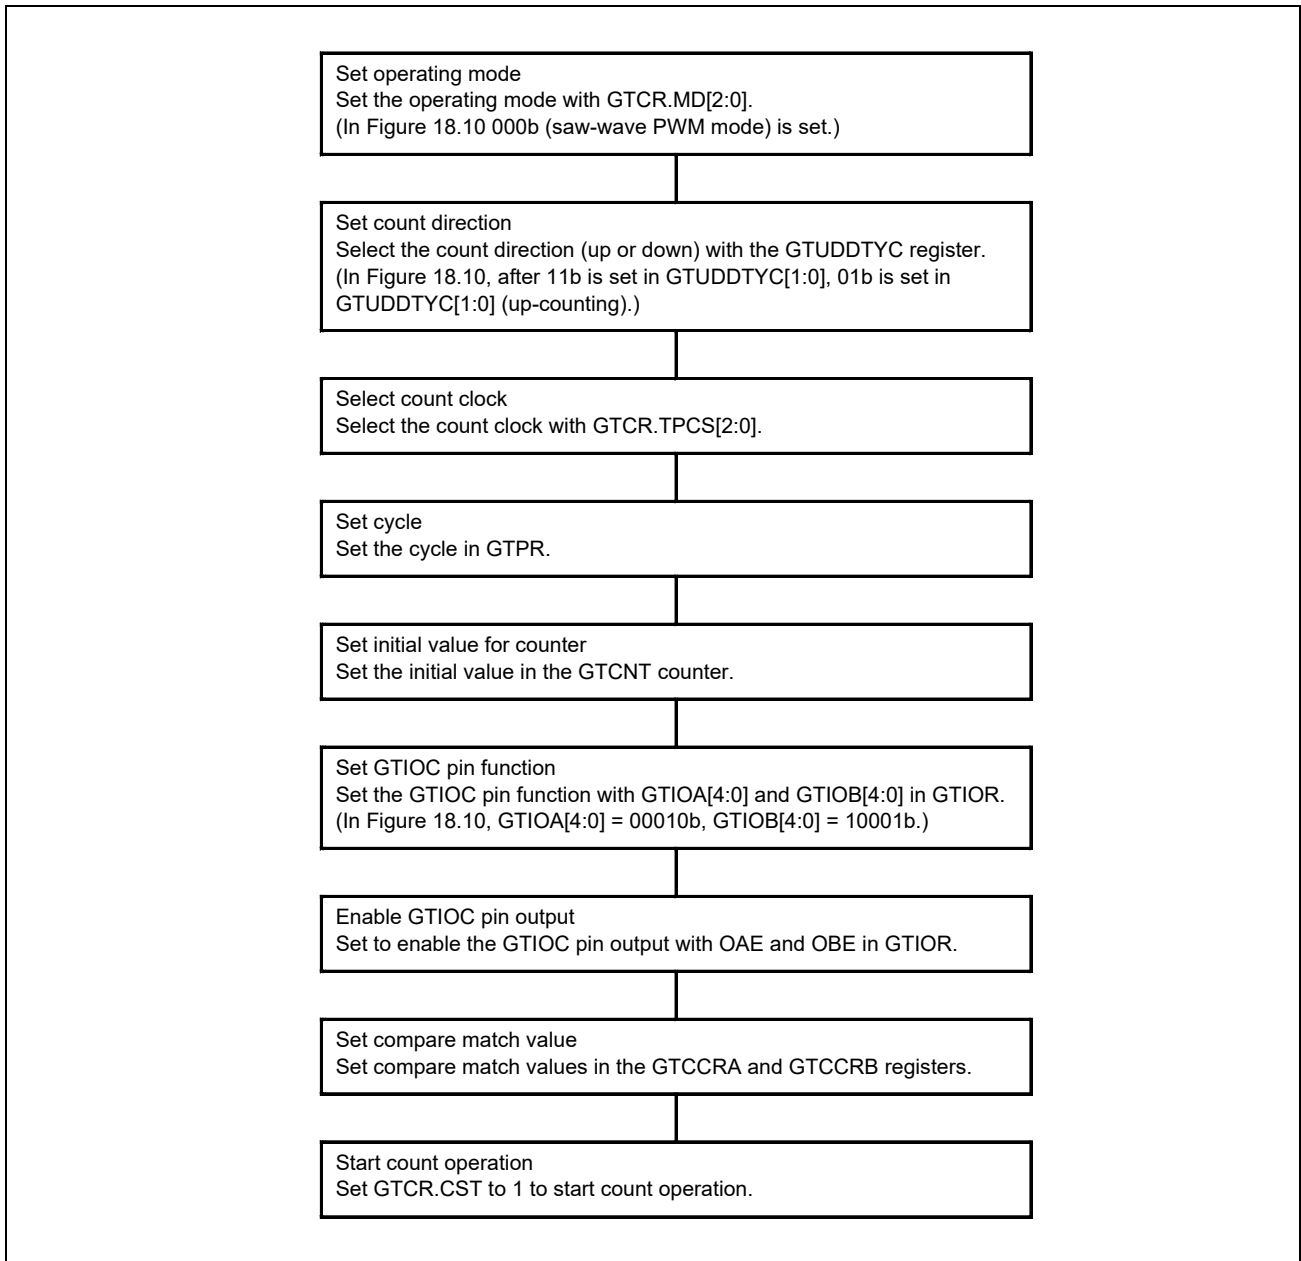 Set operating mode
Set the operating mode with GTCR.MD[2:0].
(In Figure 18.10 000b (saw-wave PWM mode) is set.)
Set count direction
Select the count direction (up or down) with the GTUDDTYC register.
(In Figure 18.10, after 11b is set in GTUDDTYC[1:0], 01b is set in
GTUDDTYC[1:0] (up-counting).)
Select count clock
Select the count clock with GTCR.TPCS[2:0].
Set cycle
Set the cycle in GTPR.
Set initial value for counter
Set the initial value in the GTCNT counter.
Set GTIOC pin function
Set the GTIOC pin function with GTIOA[4:0] and GTIOB[4:0] in GTIOR.
(In Figure 18.10, GTIOA[4:0] = 00010b, GTIOB[4:0] = 10001b.)
Enable GTIOC pin output
Set to enable the GTIOC pin output with OAE and OBE in GTIOR.
Set compare match value
Set compare match values in the GTCCRA and GTCCRB registers.
Start count operation
Set GTCR.CST to 1 to start count operation.